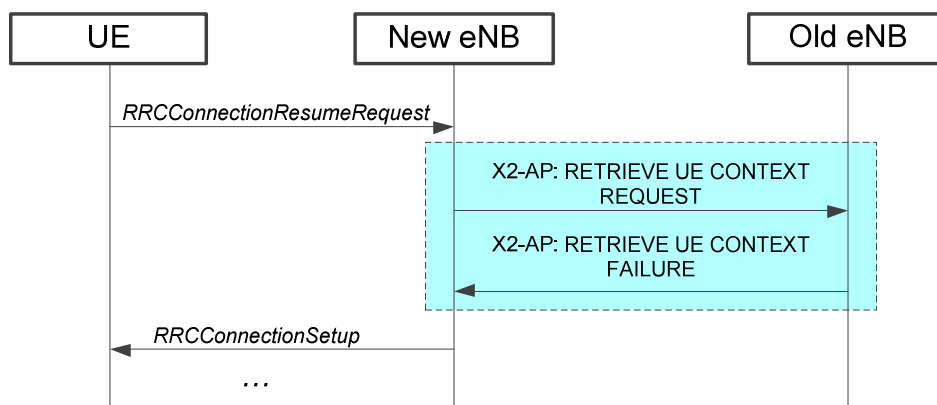 UE
New eNB
Old eNB
RRCConnectionResumeRequest
X2-AP: RETRIEVE UE CONTEXT
REQUEST
X2-AP: RETRIEVE UE CONTEXT
FAILURE
RRCConnectionSetup
...